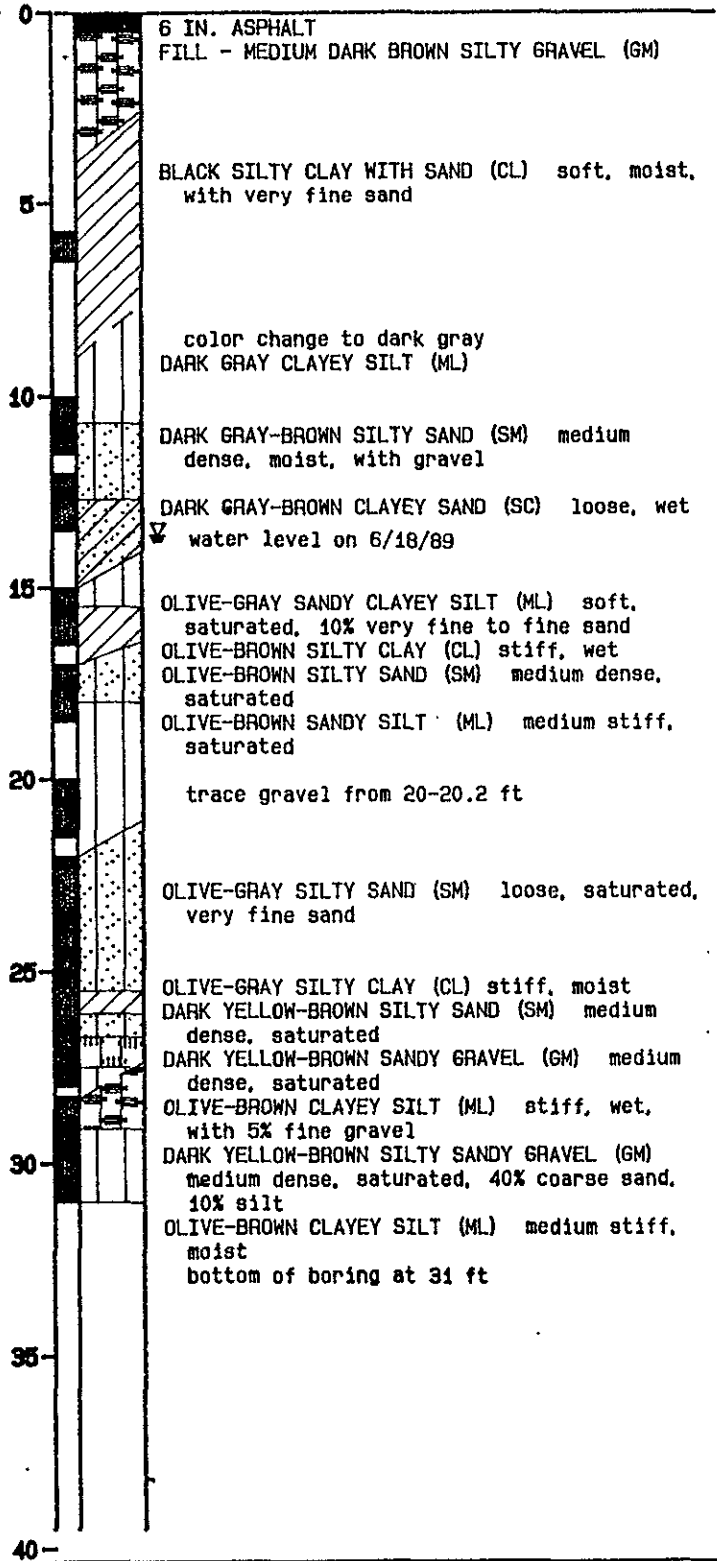 0
6 IN. ASPHALT
FILL - MEDIUM DARK BROWN SILTY GRAVEL (GM)
BLACK SILTY CLAY WITH SAND (CL) soft, moist,
with very fine sand
5
color change to dark gray
DARK GRAY CLAYEY SILT (ML)
10
DARK GRAY-BROWN SILTY SAND (SM) medium
dense, moist, with gravel
DARK GRAY-BROWN CLAYEY SAND (SC) loose, wet
water level on 6/18/89
15
OLIVE-GRAY SANDY CLAYEY SILT (ML) soft,
saturated, 10% very fine to fine sand
OLIVE-BROWN SILTY CLAY (CL) stiff, wet
OLIVE-BROWN SILTY SAND (SM) medium dense,
saturated
OLIVE-BROWN SANDY SILT (ML) medium stiff,
saturated
20
trace gravel from 20-20.2 ft
OLIVE-GRAY SILTY SAND (SM) loose, saturated,
very fine sand
25
OLIVE-GRAY SILTY CLAY (CL) stiff, moist
DARK YELLOW-BROWN SILTY SAND (SM) medium
dense, saturated
DARK YELLOW-BROWN SANDY GRAVEL (GM) medium
dense, saturated
OLIVE-BROWN CLAYEY SILT (ML) stiff, wet,
with 5% fine gravel
30
DARK YELLOW-BROWN SILTY SANDY GRAVEL (GM)
medium dense, saturated, 40% coarse sand,
10% silt
OLIVE-BROWN CLAYEY SILT (ML) medium stiff,
moist
bottom of boring at 31 ft
35
40